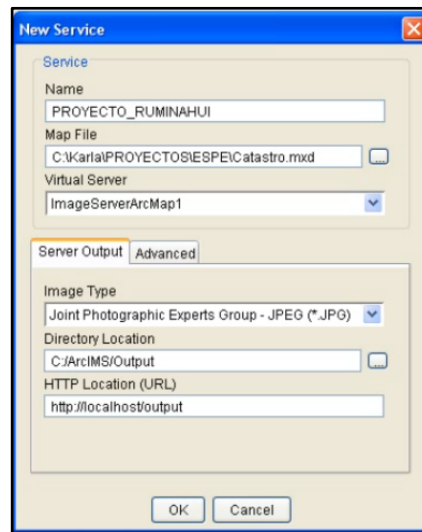 New Service
Service
Name
PROYECTO_RUMINAHUI
Map File
C:\Karla\PROYECTOS\ESPE\Catastro.mxd
...
Virtual Server
ImageServerArcMap1
Server Output
Advanced
Image Type
Joint Photographic Experts Group - JPEG (*.JPG)
Directory Location
C:/ArcIMS/Output
...
HTTP Location (URL)
http://localhost/output
OK
Cancel